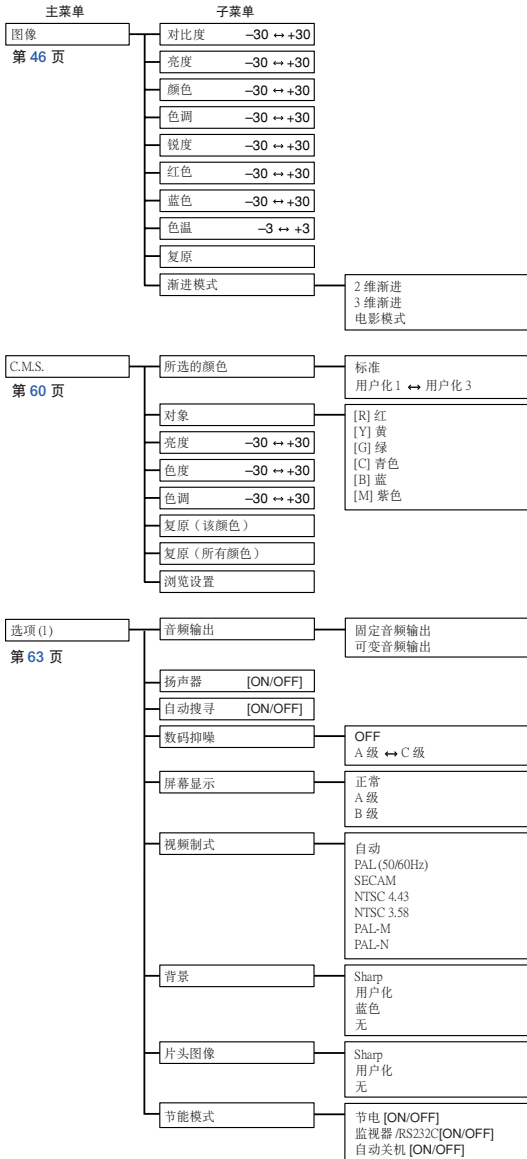 主菜单 子菜单
图像
第 46 页
对比度 –30 ↔ +30
亮度 –30 ↔ +30
颜色 –30 ↔ +30
色调 –30 ↔ +30
锐度 –30 ↔ +30
红色 –30 ↔ +30
蓝色 –30 ↔ +30
色温 –3 ↔ +3
复原
渐进模式
2 维渐进
3 维渐进
电影模式
C.M.S.
第 60 页
所选的颜色
标准
用户化 1 ↔ 用户化 3
对象
[R] 红
[Y] 黄
[G] 绿
[C] 青色
[B] 蓝
[M] 紫色
亮度 –30 ↔ +30
色度 –30 ↔ +30
色调 –30 ↔ +30
复原（该颜色）
复原（所有颜色）
浏览设置
选项 (1)
第 63 页
音频输出
固定音频输出
可变音频输出
扬声器 [ON/OFF]
自动搜寻 [ON/OFF]
数码抑噪
OFF
A 级 ↔ C 级
屏幕显示
正常
A 级
B 级
视频制式
自动
PAL (50/60Hz)
SECAM
NTSC 4.43
NTSC 3.58
PAL-M
PAL-N
背景
Sharp
用户化
蓝色
无
片头图像
Sharp
用户化
无
节能模式
节电 [ON/OFF]
监视器 /RS232C[ON/OFF]
自动关机 [ON/OFF]